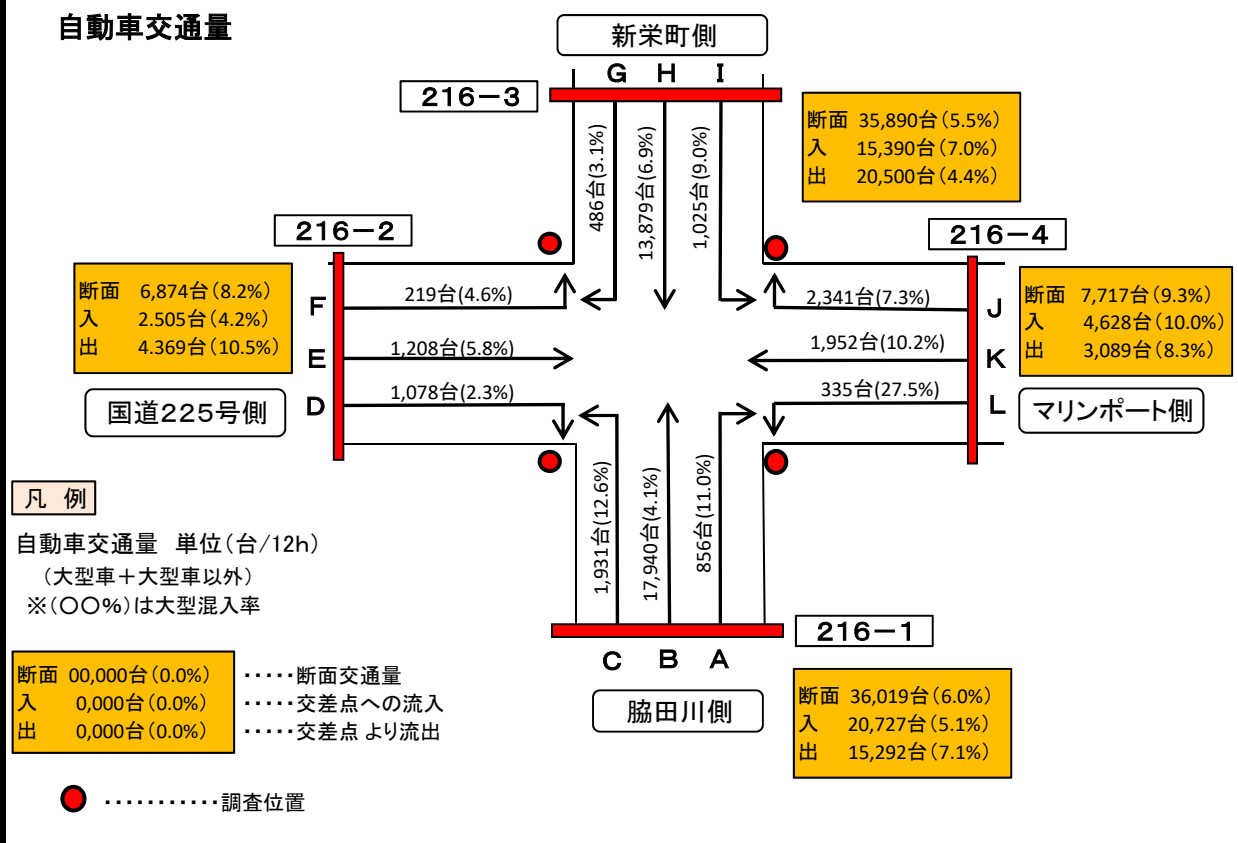 自動車交通量
新栄町側
G H I
216－3
断面 35,890台(5.5%)
入 15,390台(7.0%)
出 20,500台(4.4%)
486台(3.1%)
13,879台(6.9%)
1,025台(9.0%)
216－2
216－4
断面 6,874台(8.2%)
入 2.505台(4.2%)
出 4.369台(10.5%)
F
219台(4.6%)
E
1,208台(5.8%)
D
1,078台(2.3%)
国道225号側
2,341台(7.3%)
J
1,952台(10.2%)
K
335台(27.5%)
L
断面 7,717台(9.3%)
入 4,628台(10.0%)
出 3,089台(8.3%)
マリンポート側
1,931台(12.6%)
17,940台(4.1%)
856台(11.0%)
216－1
C B A
脇田川側
断面 36,019台(6.0%)
入 20,727台(5.1%)
出 15,292台(7.1%)
凡 例
自動車交通量 単位(台/12h)
(大型車＋大型車以外)
※(〇〇%)は大型混入率
断面 00,000台(0.0%) ・・・・・断面交通量
入 0,000台(0.0%) ・・・・・交差点への流入
出 0,000台(0.0%) ・・・・・交差点より流出
・・・・・・・・・・・調査位置